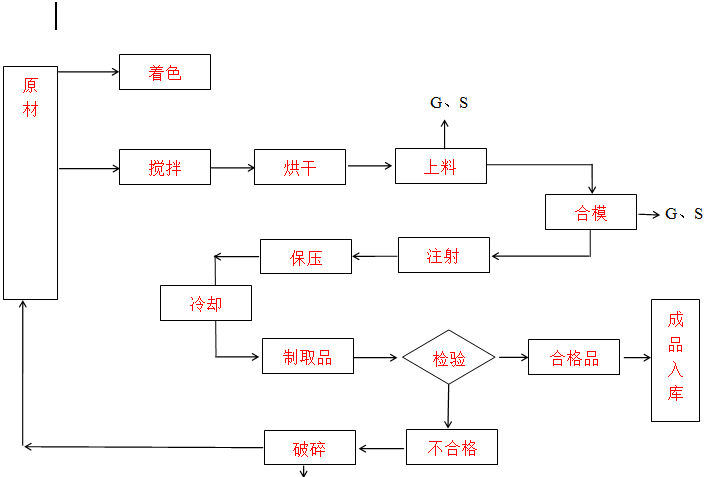 原
材
着色
G、S
搅拌
烘干
上料
合模
G、S
保压
注射
冷却
制取品
检验
合格品
成
品
入
库
破碎
不合格